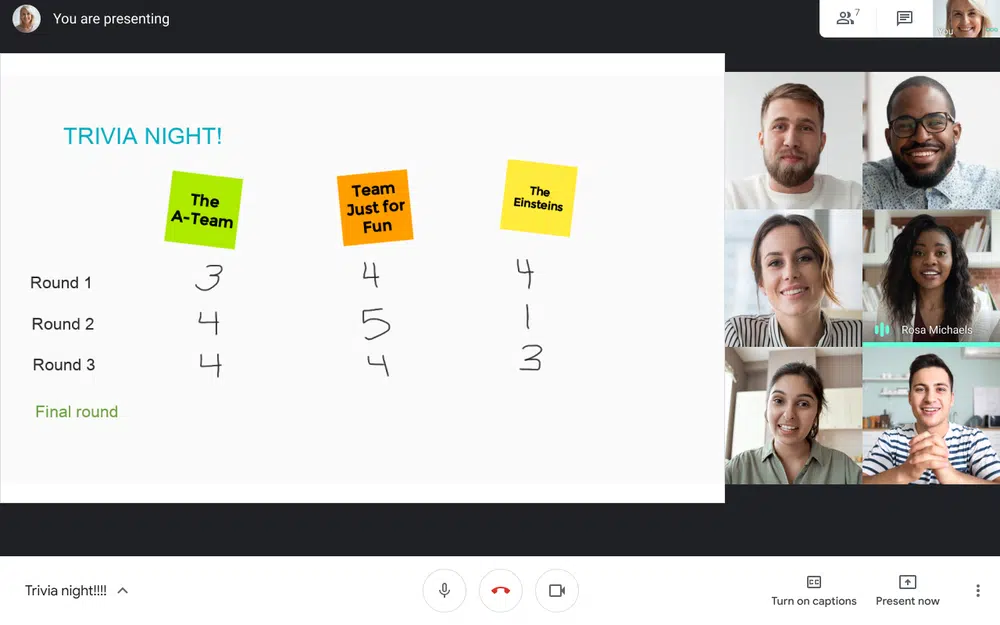 You are presenting
7
You
TRIVIA NIGHT!
The
A-Team
Team
Just for
Fun
The
Einsteins
Round 1 3 4 4
Round 2 4 5 1
Round 3 4 4 3
Final round
Rosa Michaels
Trivia night!!!!
CC
Turn on captions
Present now